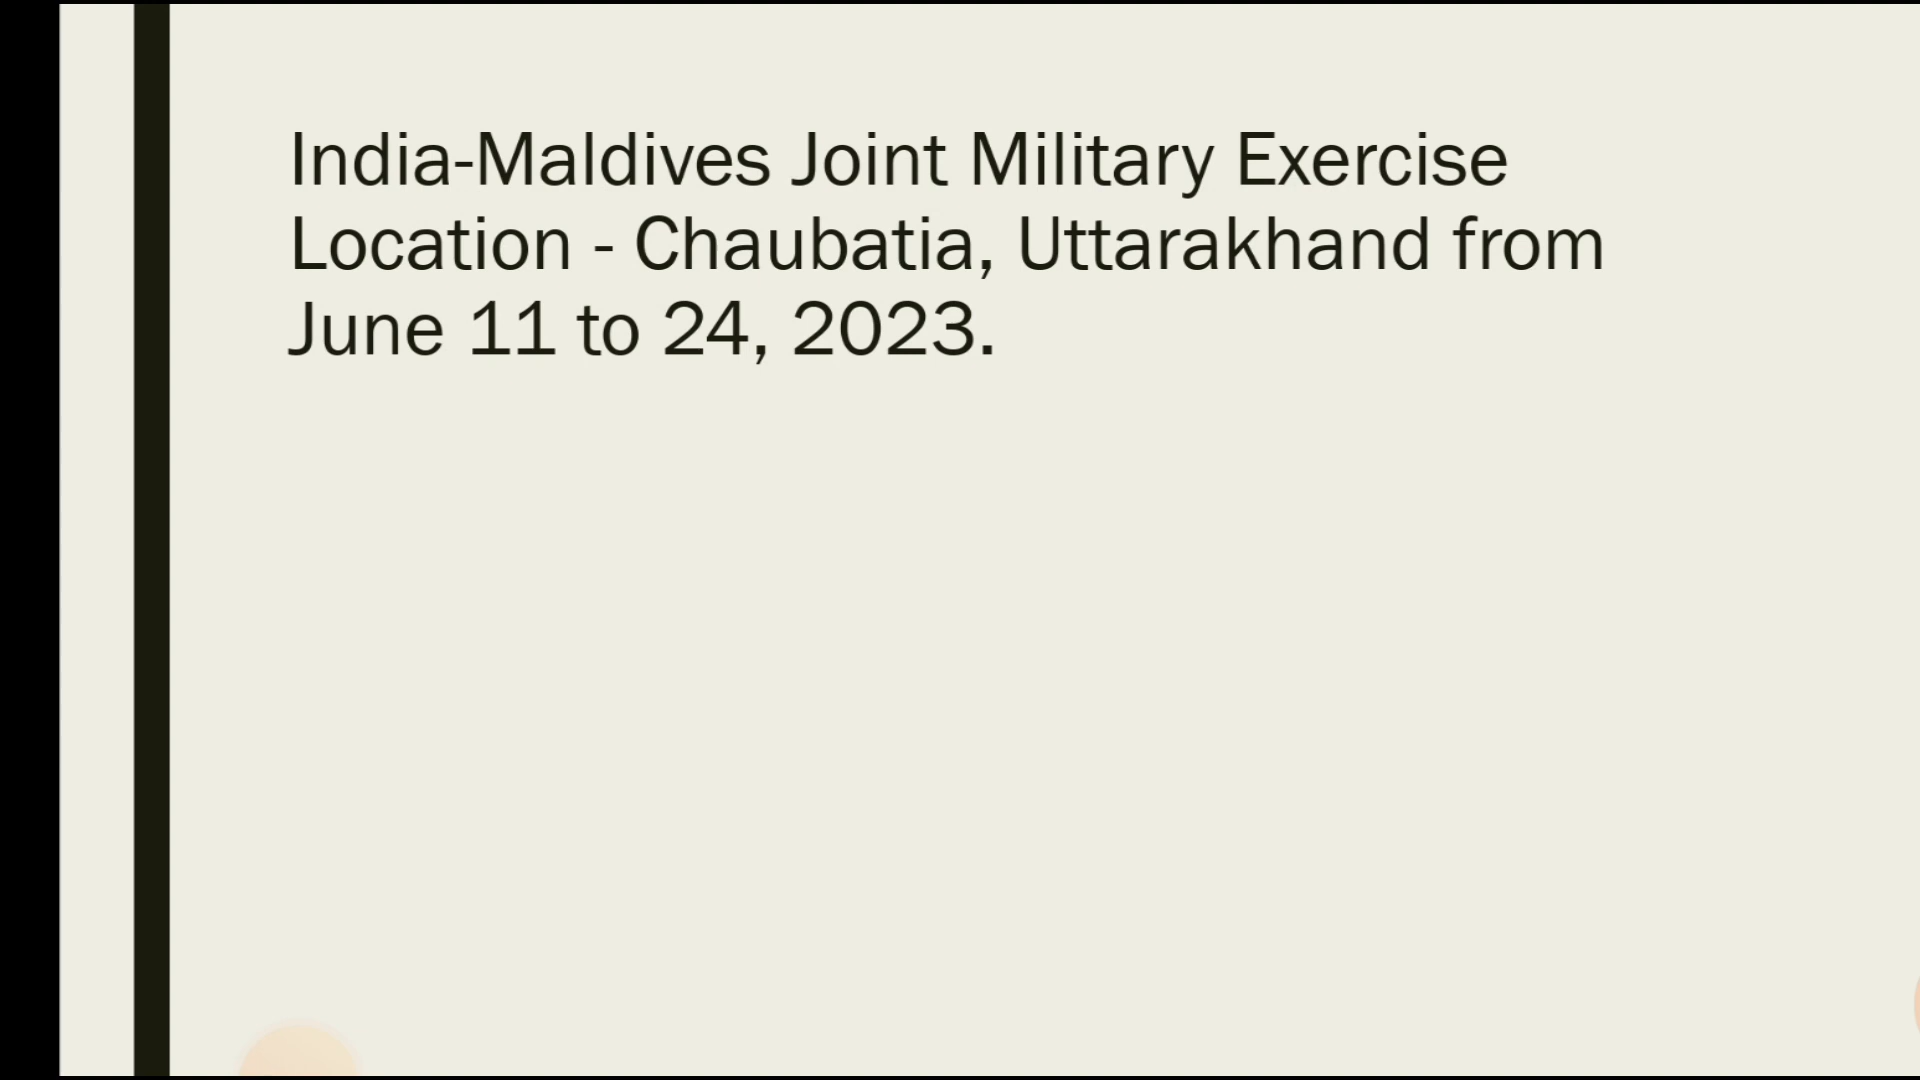 India-Maldives Joint Military Exercise
Location - Chaubatia, Uttarakhand from
June 11 to 24, 2023.